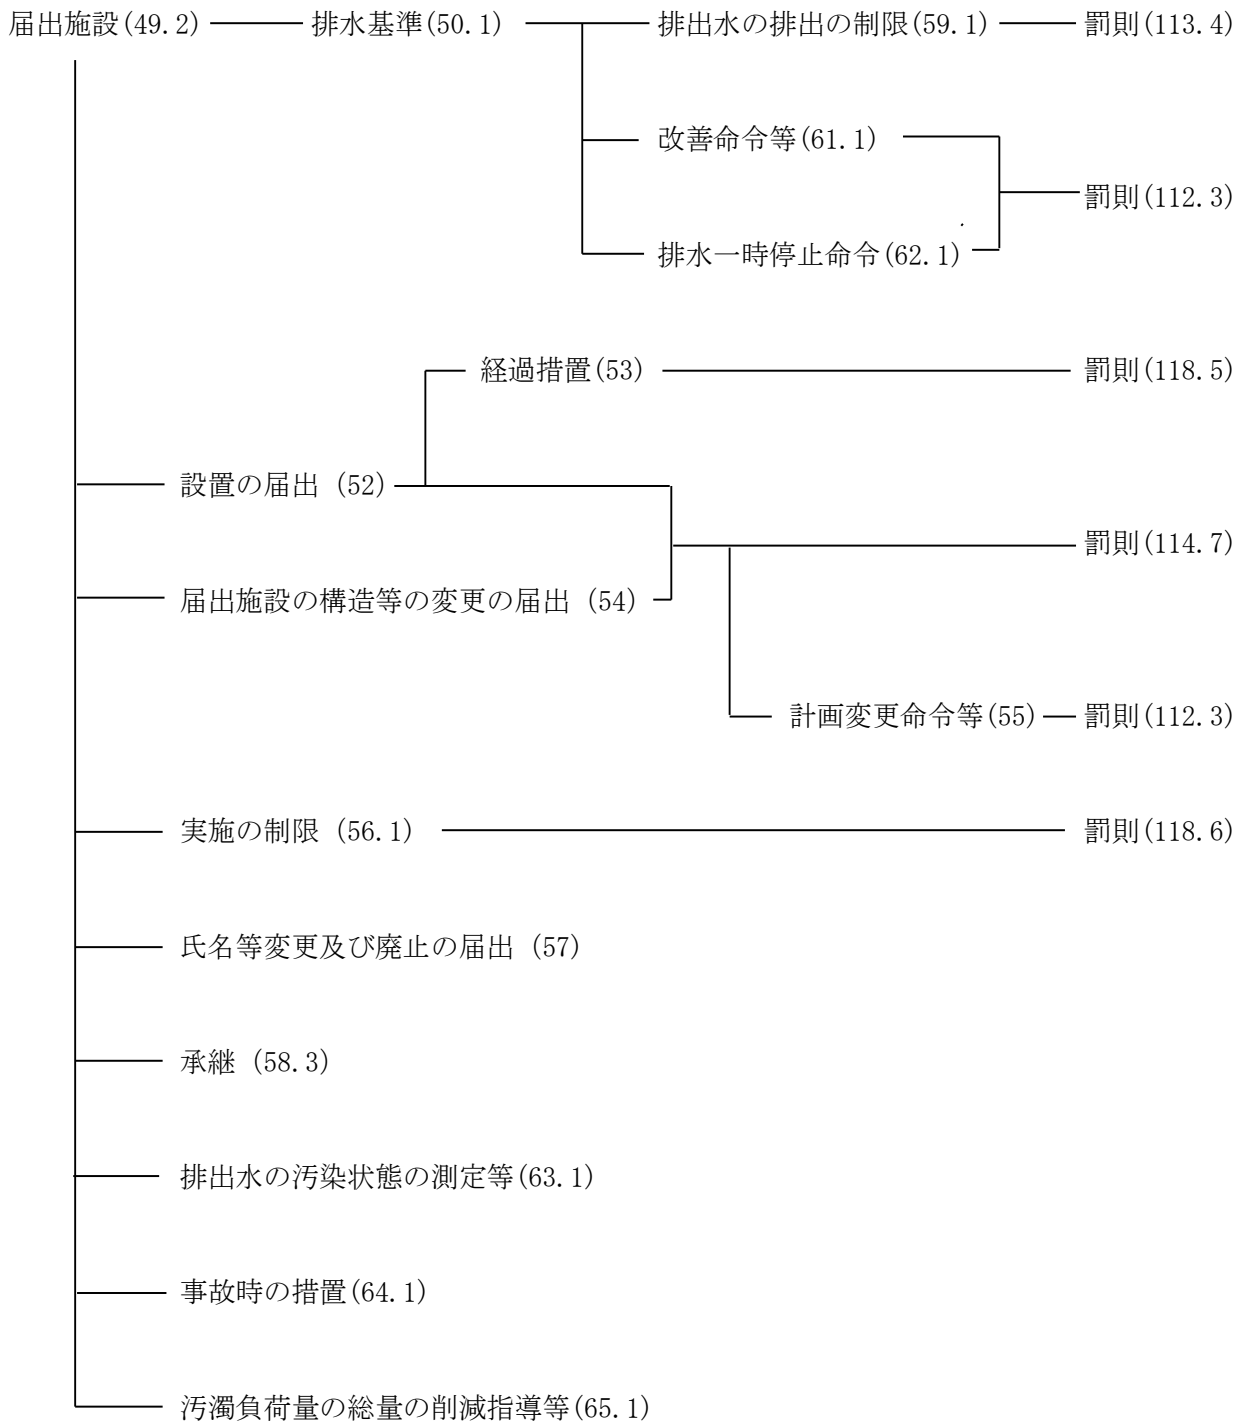 届出施設(49.2) 排水基準(50.1) 排出水の排出の制限(59.1) 罰則(113.4)
改善命令等(61.1)
罰則(112.3)
排水一時停止命令(62.1)
経過措置(53) 罰則(118.5)
設置の届出 (52)
罰則(114.7)
届出施設の構造等の変更の届出 (54)
計画変更命令等(55) 罰則(112.3)
実施の制限 (56.1) 罰則(118.6)
氏名等変更及び廃止の届出 (57)
承継 (58.3)
排出水の汚染状態の測定等(63.1)
事故時の措置(64.1)
汚濁負荷量の総量の削減指導等(65.1)